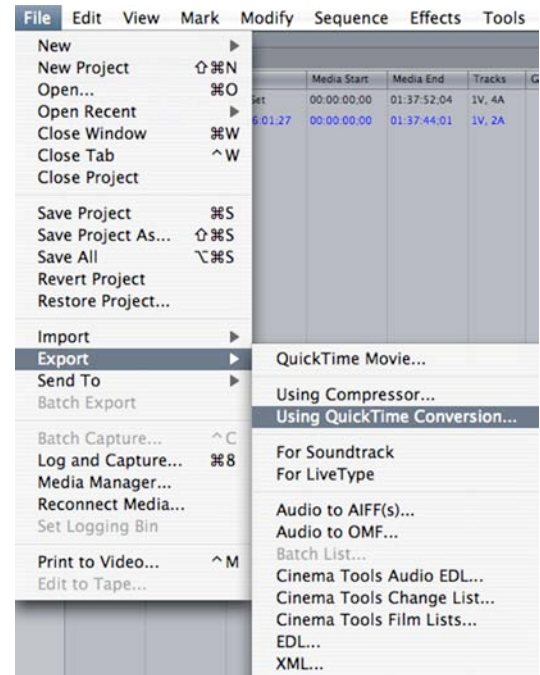 File Edit View Mark Modify Sequence Effects Tools
New
New Project ⇧⌘N
Open... ⌘O
Open Recent
Close Window ⌘W
Close Tab ^W
Close Project
Save Project ⌘S
Save Project As... ⇧⌘S
Save All ⌥⌘S
Revert Project
Restore Project...
Import
Export
Send To
Batch Export
Batch Capture... ^C
Log and Capture... ⌘8
Media Manager...
Reconnect Media...
Set Logging Bin
Print to Video... ^M
Edit to Tape...
Media Start Media End Tracks
Set 00:00:00;00 01:37:52;04 1V, 4A
6:01;27 00:00:00;00 01:37:44;01 1V, 2A
QuickTime Movie...
Using Compressor...
Using QuickTime Conversion...
For Soundtrack
For LiveType
Audio to AIFF(s)...
Audio to OMF...
Batch List...
Cinema Tools Audio EDL...
Cinema Tools Change List...
Cinema Tools Film Lists...
EDL...
XML...